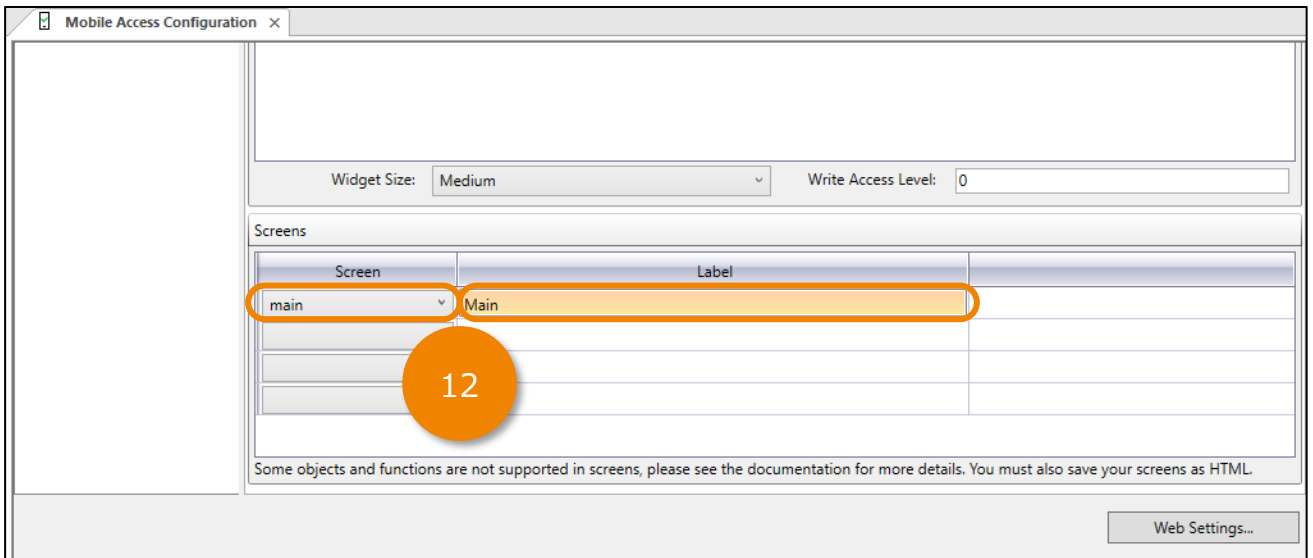 Mobile Access Configuration
Widget Size: Medium Write Access Level: 0
Screens
Screen Label
main Main
12
Some objects and functions are not supported in screens, please see the documentation for more details. You must also save your screens as HTML.
Web Settings...